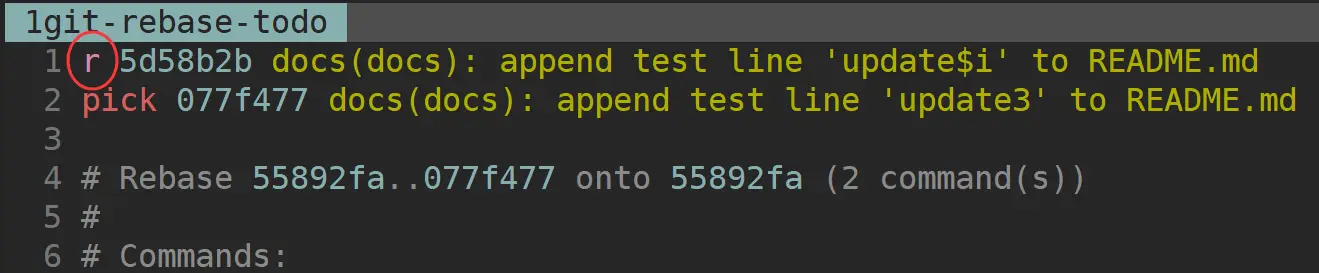 1git-rebase-todo
1 r 5d58b2b docs(docs): append test line 'update$i' to README.md
2 pick 077f477 docs(docs): append test line 'update3' to README.md
3
4 # Rebase 55892fa..077f477 onto 55892fa (2 command(s))
5 #
6 # Commands: